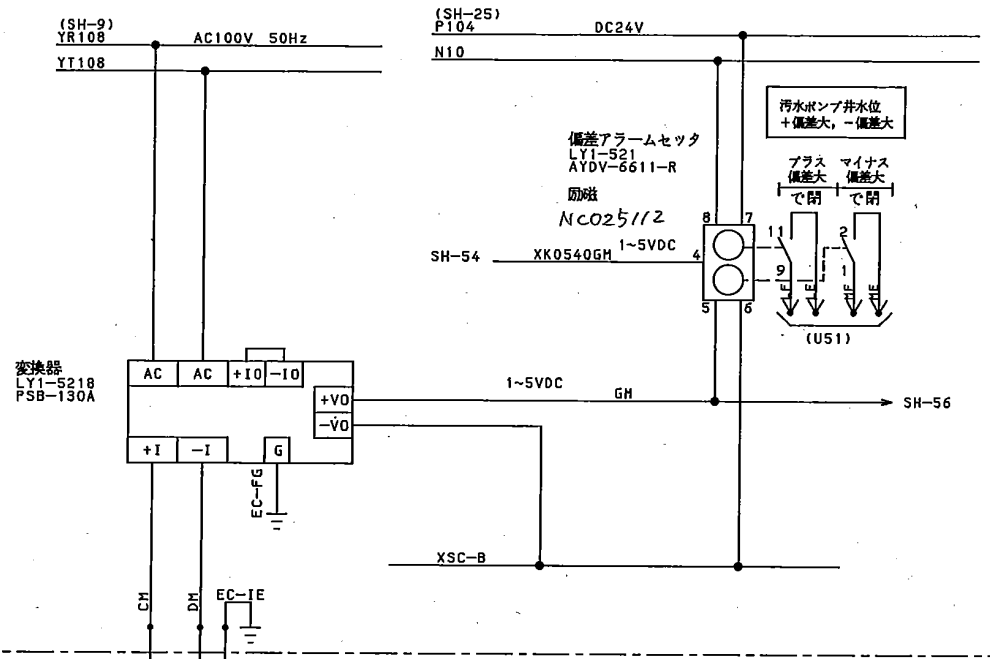 (SH-9)
YR108
AC100V 50Hz
YT108
(SH-25)
P104
DC24V
N10
汚水ポンプ井水位
+偏差大, -偏差大
偏差アラームセッタ
LY1-521
AYDV-6611-R
励磁
NC025112
プラス
偏差大
で閉
マイナス
偏差大
で閉
8
7
11
2
SH-54
XK0540GM
1~5VDC
4
9
1
5
6
MF
ME
(U51)
変換器
LY1-5218
PSB-130A
AC
AC
+IO
-IO
+VO
-VO
1~5VDC
GM
SH-56
+I
-I
G
EC-FG
XSC-B
CM
DM
EC-IE